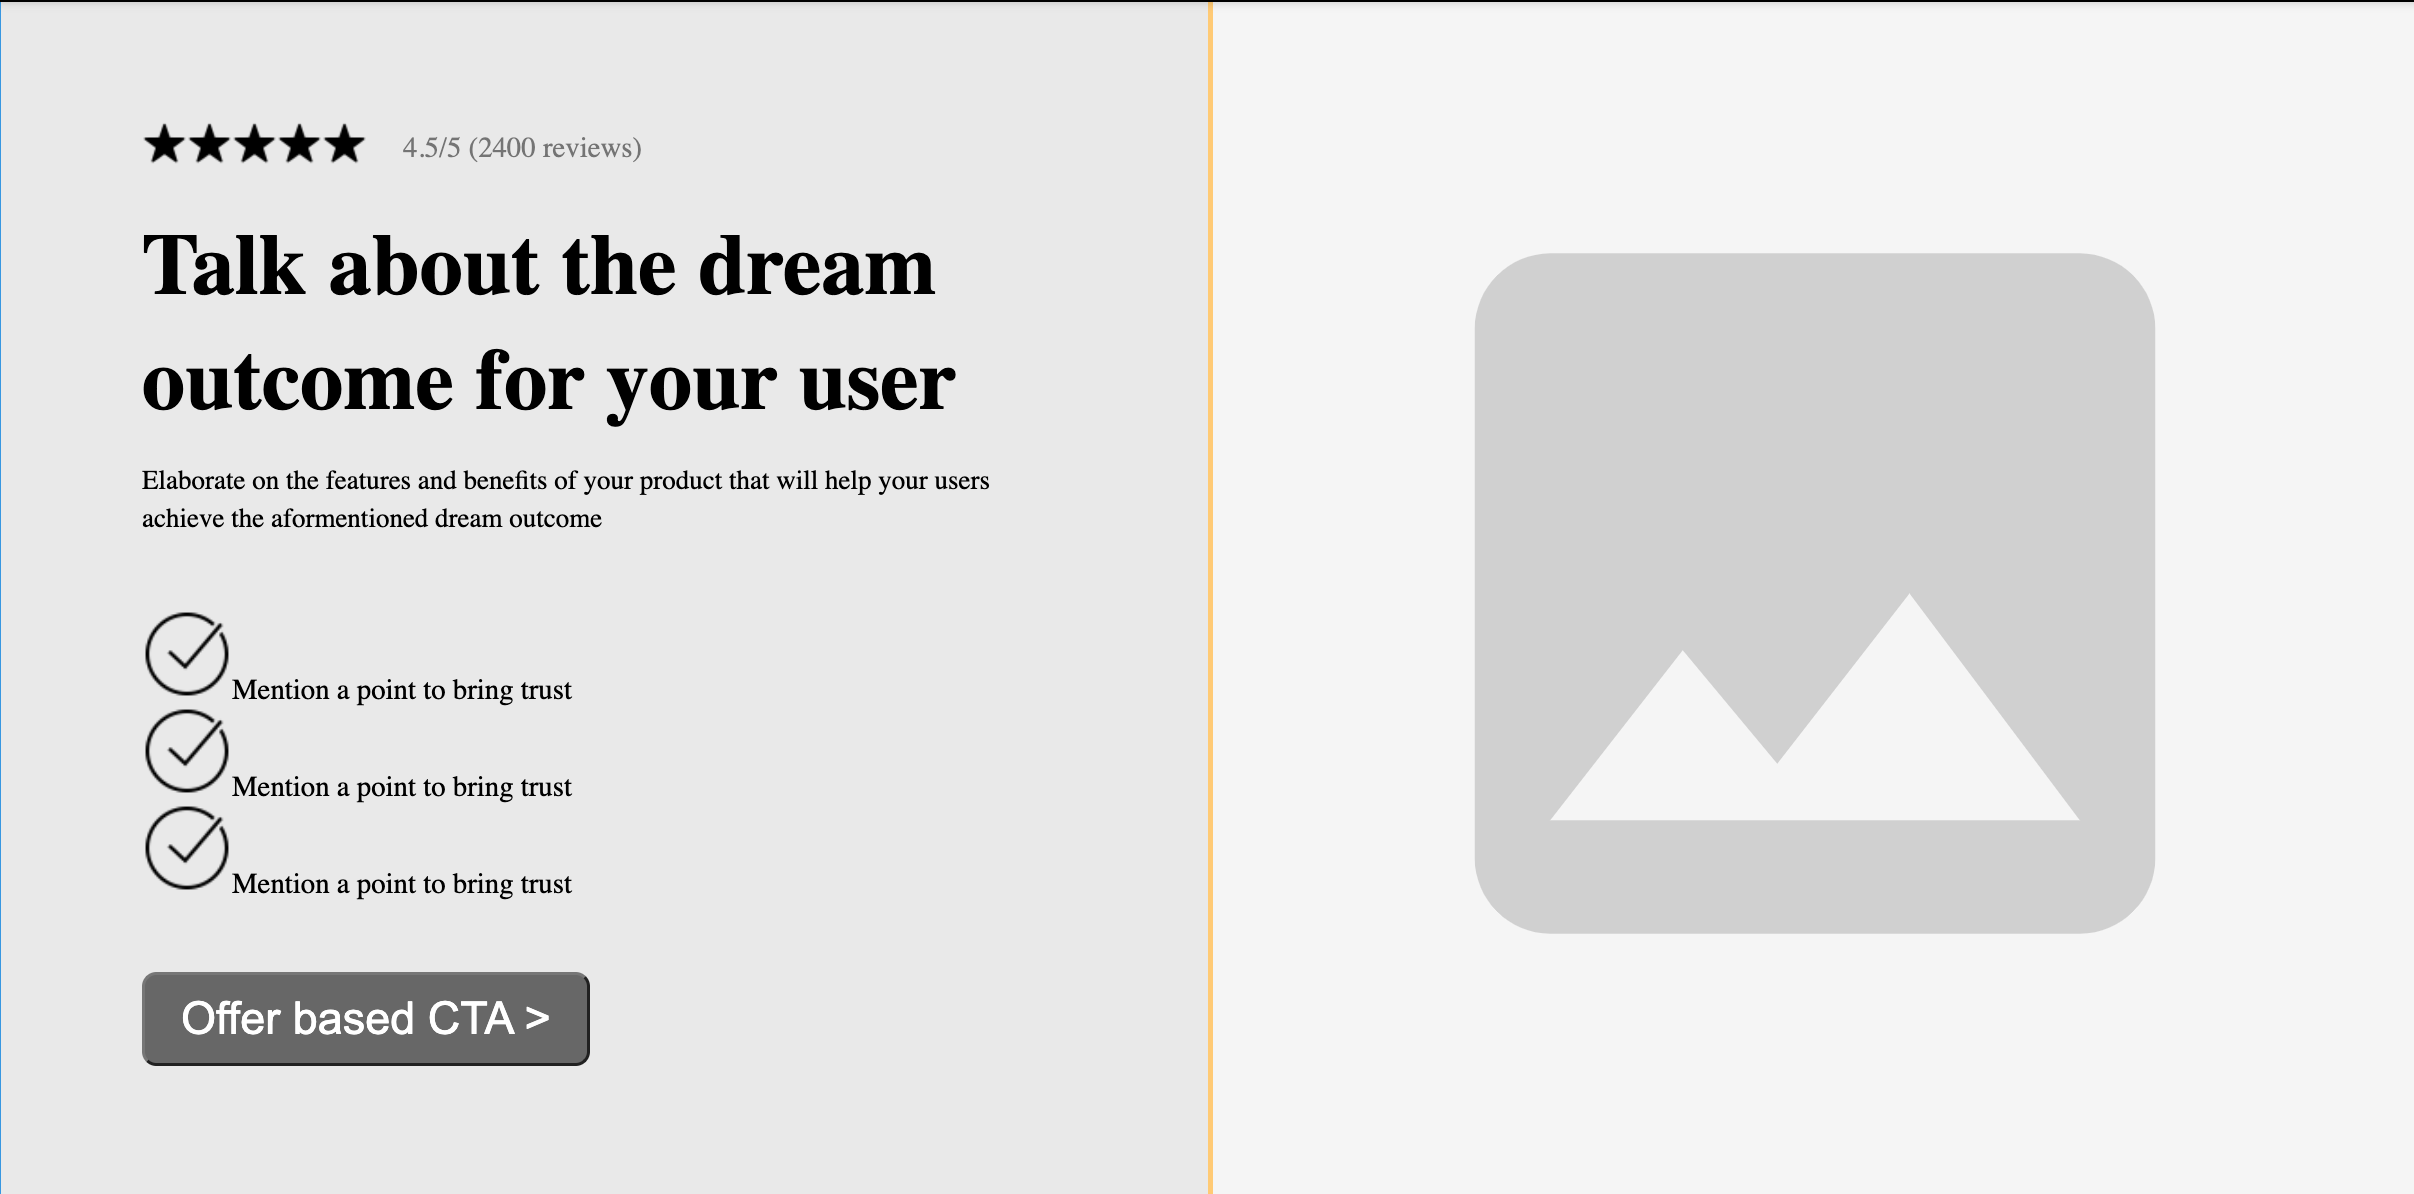 4.5/5 (2400 reviews)
Talk about the dream
outcome for your user
Elaborate on the features and benefits of your product that will help your users
achieve the aformentioned dream outcome
Mention a point to bring trust
Mention a point to bring trust
Mention a point to bring trust
Offer based CTA >